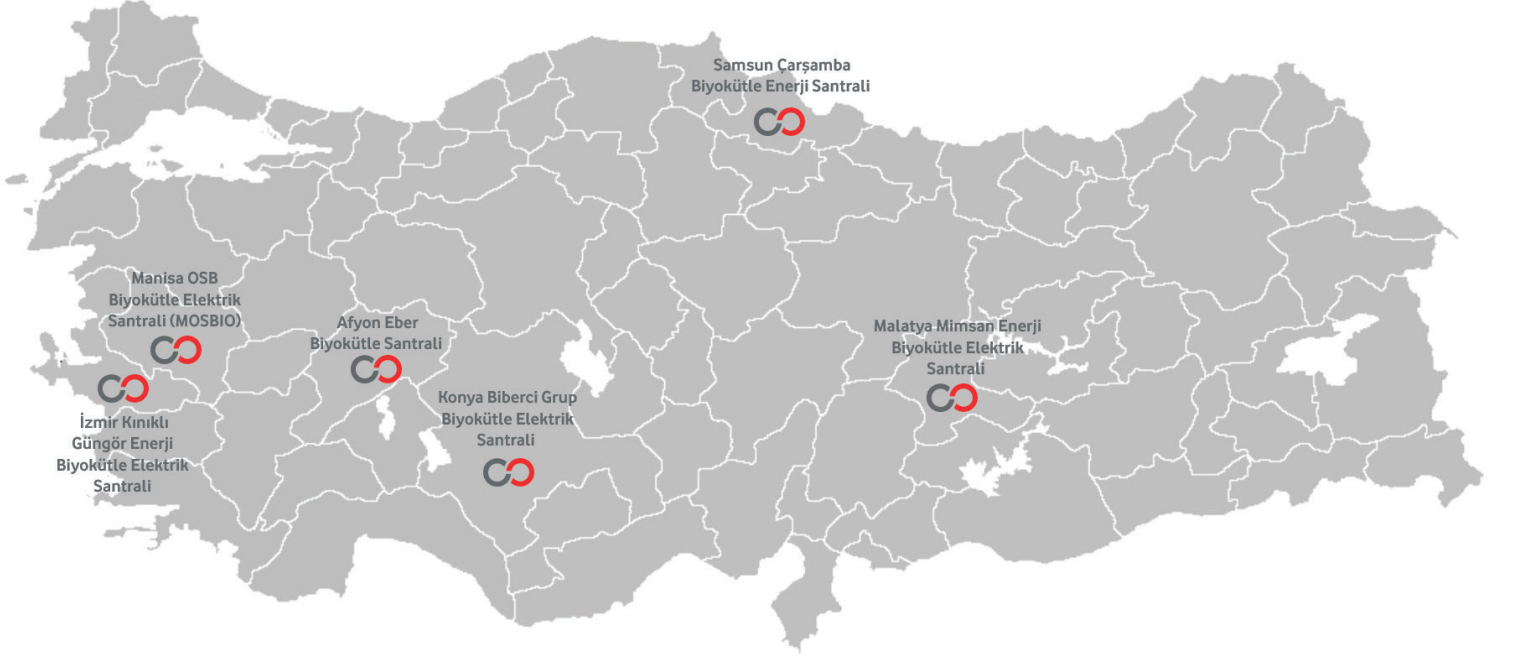 Samsun Çarşamba
Biyokütle Enerji Santrali
Manisa OSB
Biyokütle Elektrik
Santrali (MOSBIO)
Afyon Eber
Biyokütle Santrali
Malatya Mimsan Enerji
Biyokütle Elektrik
Santrali
Konya Biberci Grup
Biyokütle Elektrik
Santrali
İzmir Kınıklı
Güngör Enerji
Biyokütle Elektrik
Santrali